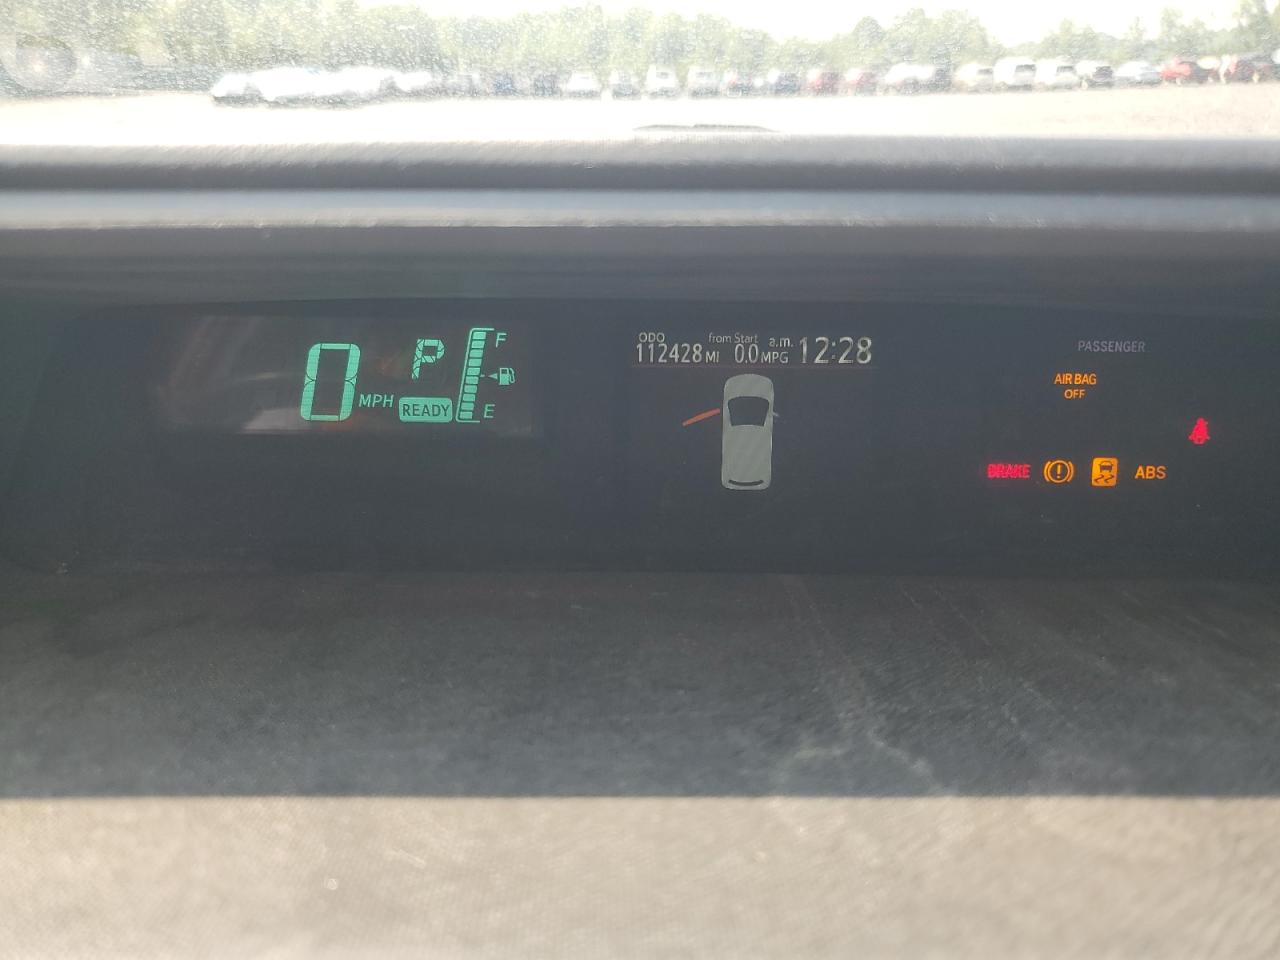 0 MPH
P
READY
F
E
ODO
112428 MI
from Start
0.0 MPG
a.m. 12:28
PASSENGER
AIR BAG
OFF
BRAKE
ABS